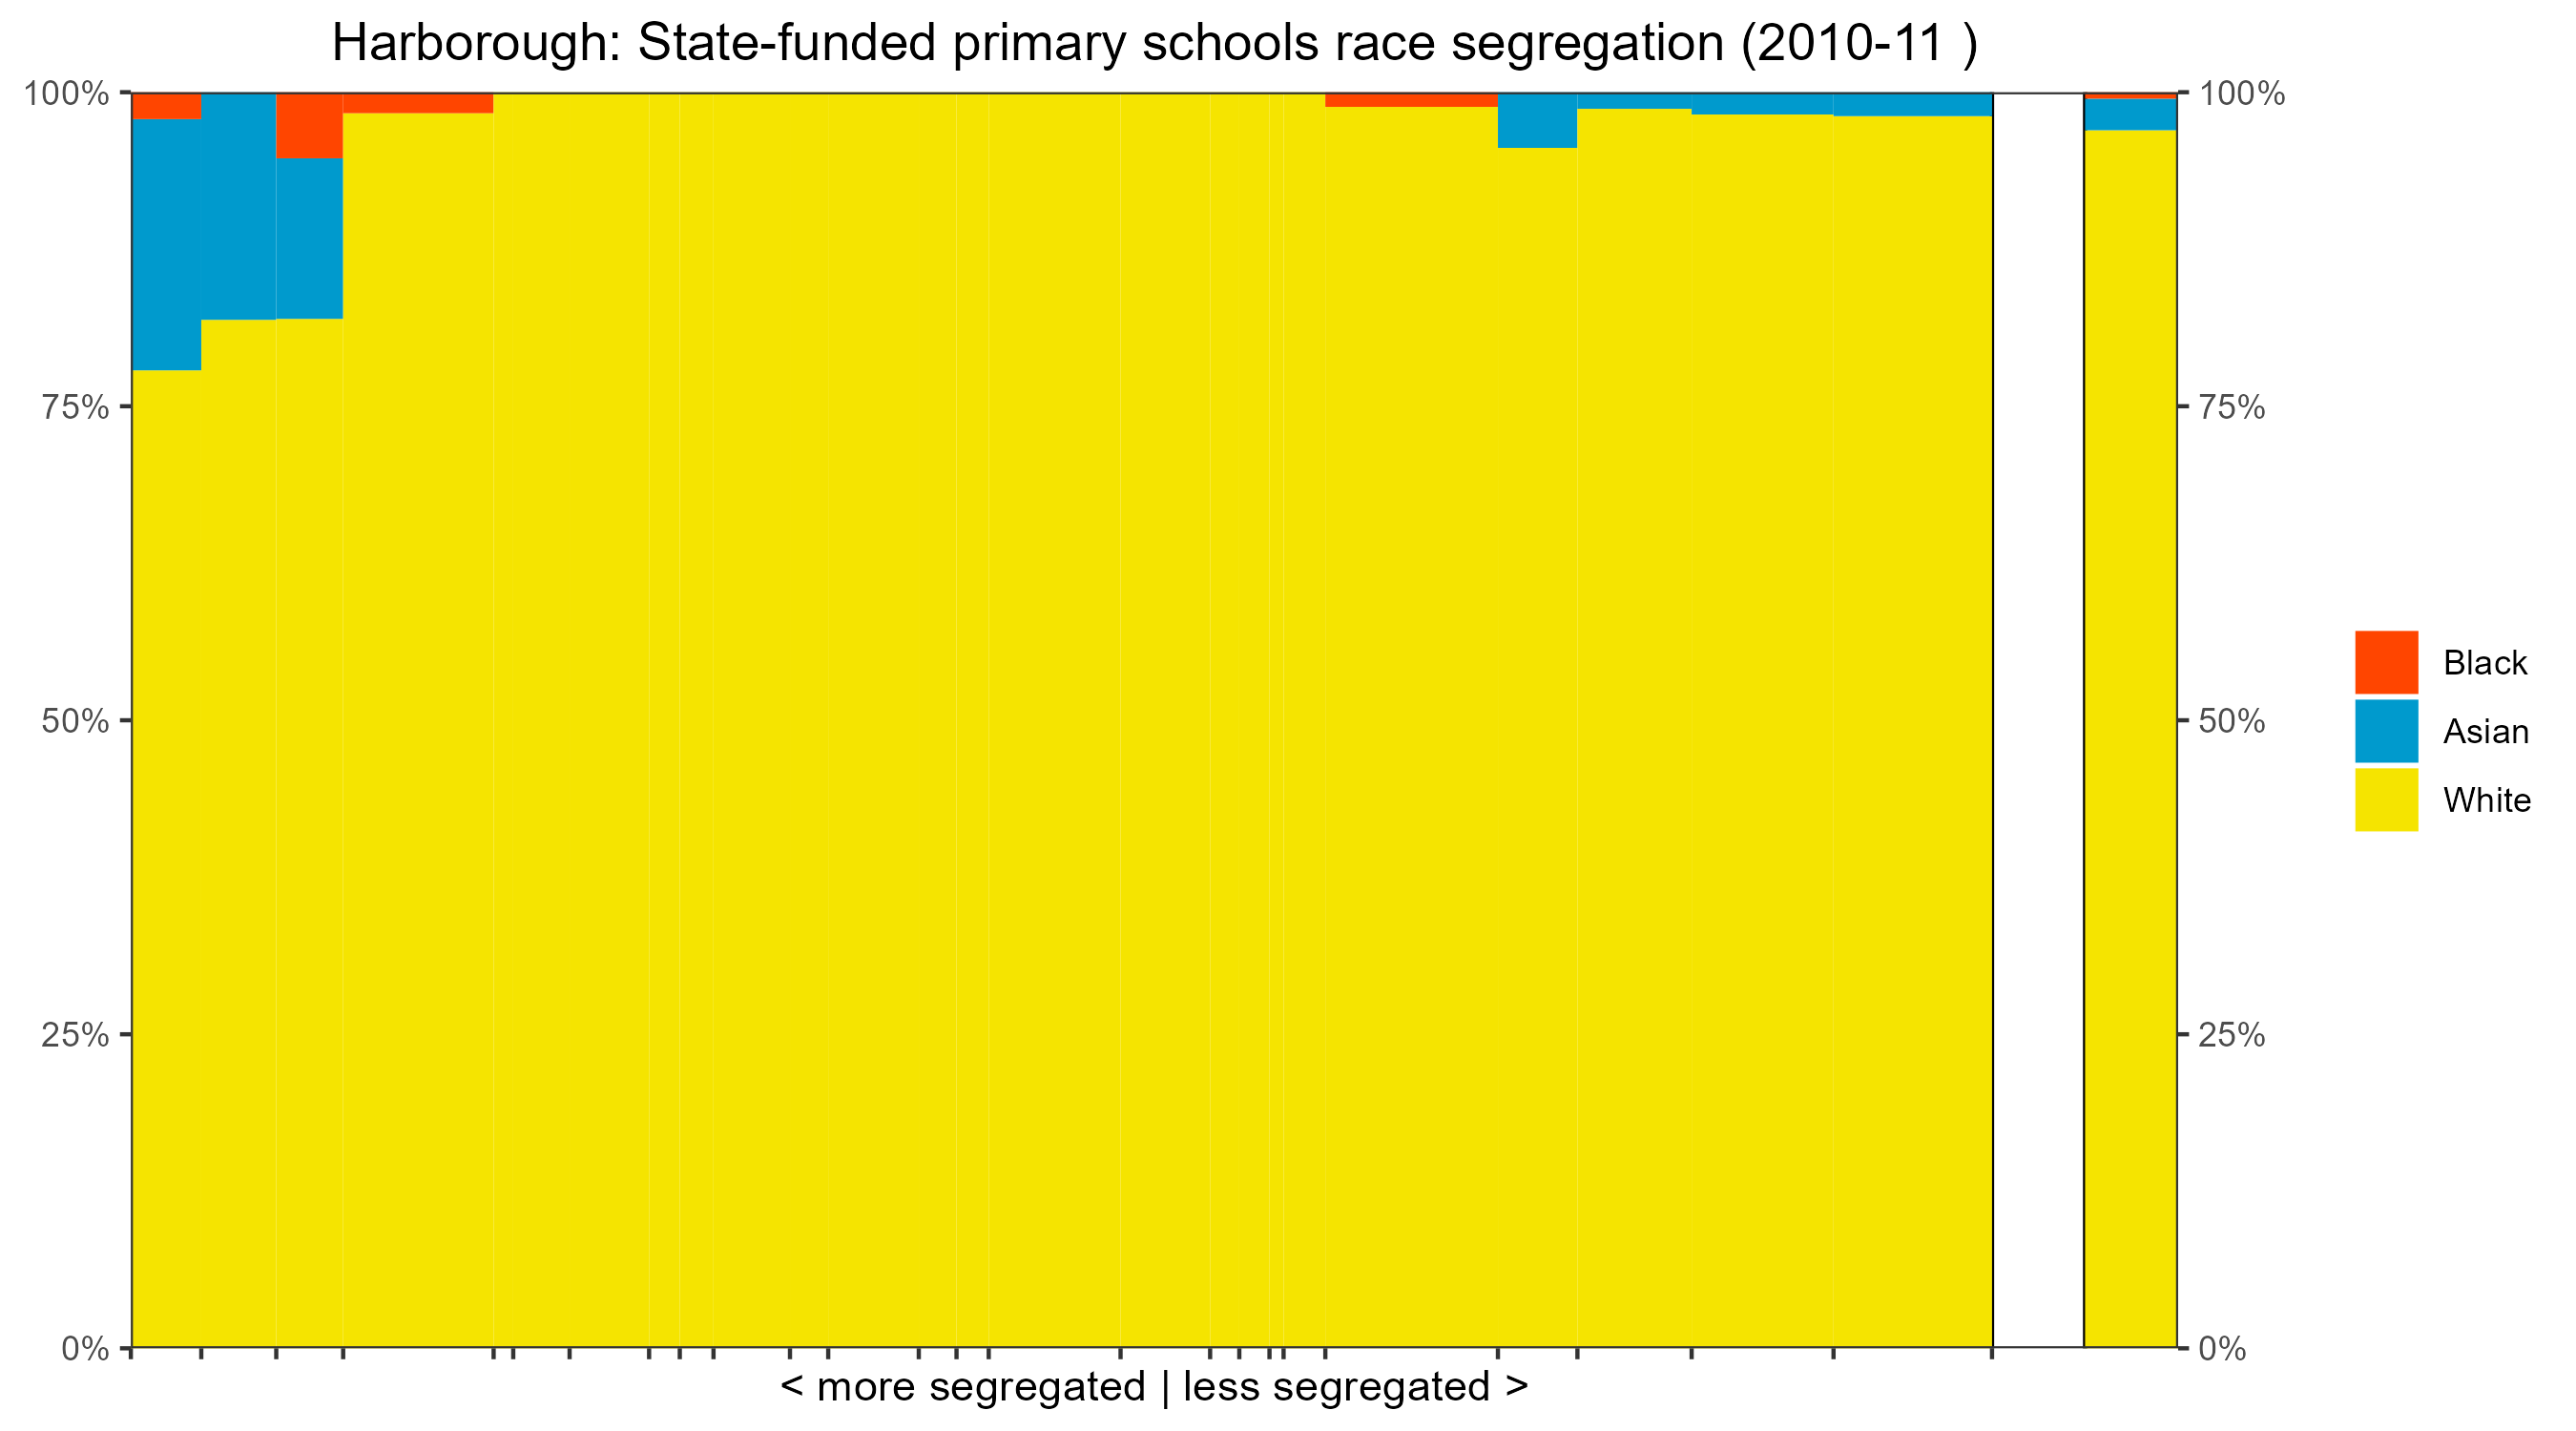 Harborough: State-funded primary schools race segregation (2010-11 )
100%
75%
50%
25%
0%
100%
75%
50%
25%
0%
Black
Asian
White
< more segregated | less segregated >